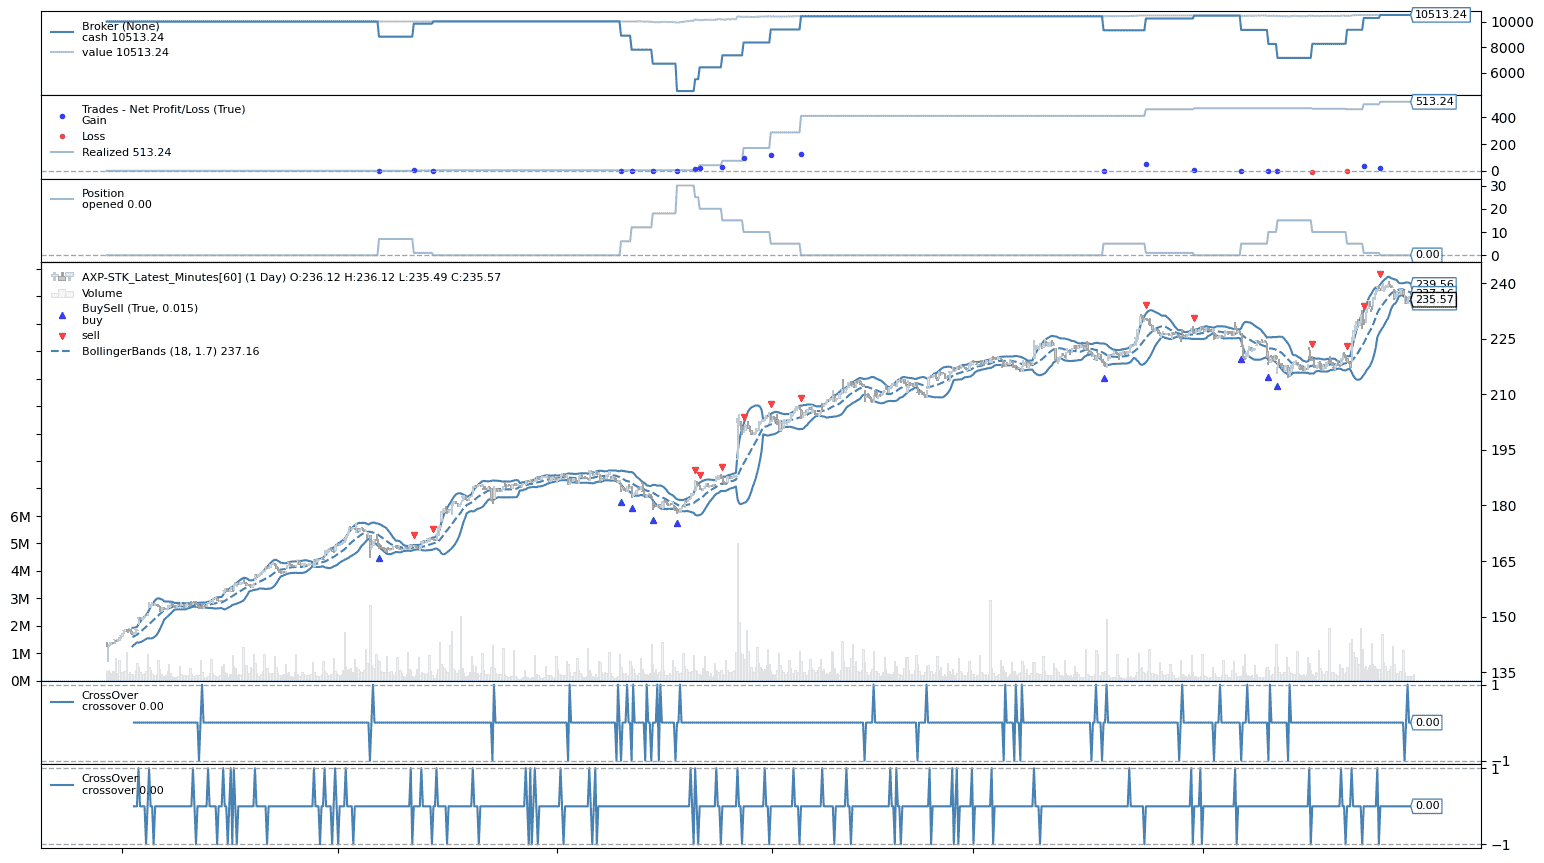 Broker (None)
cash 10513.24
value 10513.24
10513.24
10000
8000
6000
Trades - Net Profit/Loss (True)
Gain
Loss
Realized 513.24
513.24
400
200
0
Position
opened 0.00
30
20
10
0
0.00
AXP-STK_Latest_Minutes[60] (1 Day) O:236.12 H:236.12 L:235.49 C:235.57
Volume
BuySell (True, 0.015)
buy
sell
BollingerBands (18, 1.7) 237.16
239.56
237.16
235.57
240
225
210
195
180
165
150
135
6M
5M
4M
3M
2M
1M
0M
CrossOver
crossover 0.00
1
0.00
−1
CrossOver
crossover 0.00
1
0.00
−1